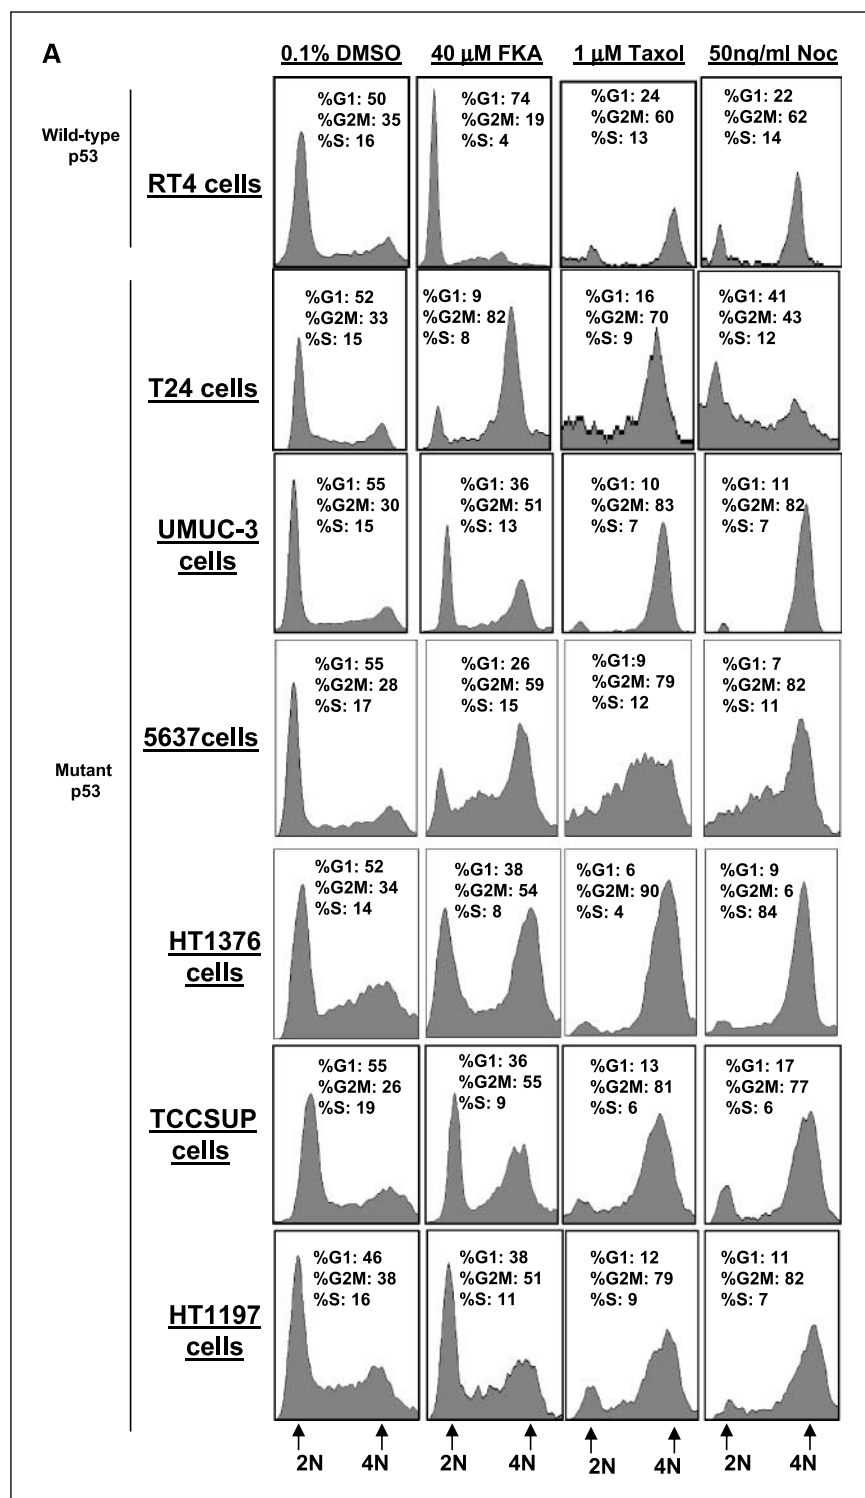 A
0.1% DMSO
40 µM FKA
1 µM Taxol
50ng/ml Noc
Wild-type
p53
RT4 cells
%G1: 50
%G2M: 35
%S: 16
%G1: 74
%G2M: 19
%S: 4
%G1: 24
%G2M: 60
%S: 13
%G1: 22
%G2M: 62
%S: 14
Mutant
p53
T24 cells
%G1: 52
%G2M: 33
%S: 15
%G1: 9
%G2M: 82
%S: 8
%G1: 16
%G2M: 70
%S: 9
%G1: 41
%G2M: 43
%S: 12
UMUC-3
cells
%G1: 55
%G2M: 30
%S: 15
%G1: 36
%G2M: 51
%S: 13
%G1: 10
%G2M: 83
%S: 7
%G1: 11
%G2M: 82
%S: 7
5637cells
%G1: 55
%G2M: 28
%S: 17
%G1: 26
%G2M: 59
%S: 15
%G1:9
%G2M: 79
%S: 12
%G1: 7
%G2M: 82
%S: 11
HT1376
cells
%G1: 52
%G2M: 34
%S: 14
%G1: 38
%G2M: 54
%S: 8
%G1: 6
%G2M: 90
%S: 4
%G1: 9
%G2M: 6
%S: 84
TCCSUP
cells
%G1: 55
%G2M: 26
%S: 19
%G1: 36
%G2M: 55
%S: 9
%G1: 13
%G2M: 81
%S: 6
%G1: 17
%G2M: 77
%S: 6
HT1197
cells
%G1: 46
%G2M: 38
%S: 16
%G1: 38
%G2M: 51
%S: 11
%G1: 12
%G2M: 79
%S: 9
%G1: 11
%G2M: 82
%S: 7
2N
4N
2N
4N
2N
4N
2N
4N